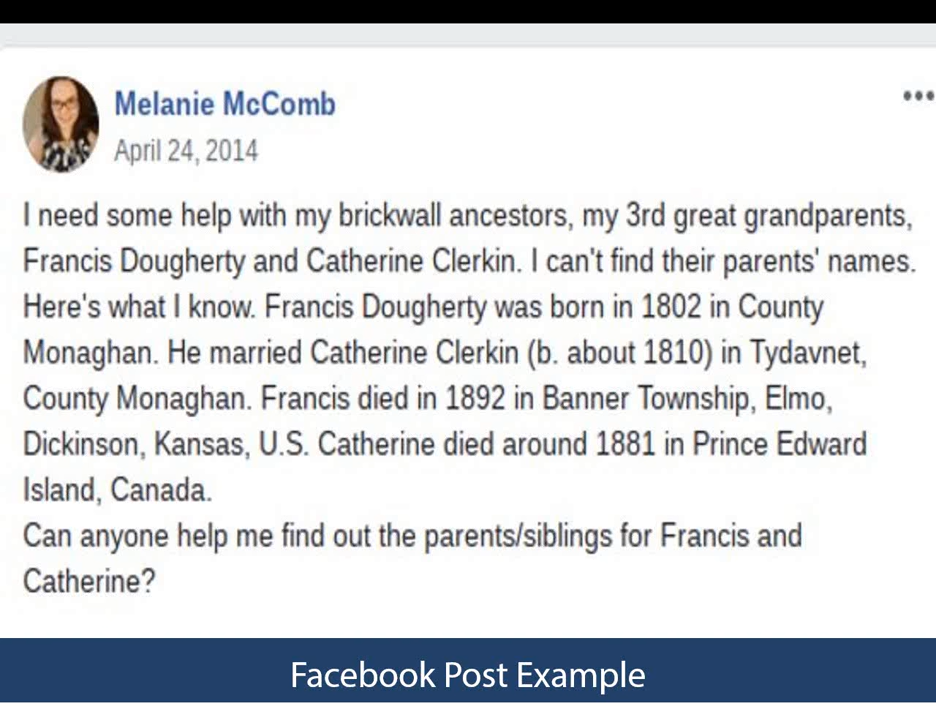 Melanie McComb
April 24, 2014
I need some help with my brickwall ancestors, my 3rd great grandparents,
Francis Dougherty and Catherine Clerkin. I can't find their parents' names.
Here's what I know. Francis Dougherty was born in 1802 in County
Monaghan. He married Catherine Clerkin (b. about 1810) in Tydavnet,
County Monaghan. Francis died in 1892 in Banner Township, Elmo,
Dickinson, Kansas, U.S. Catherine died around 1881 in Prince Edward
Island, Canada.
Can anyone help me find out the parents/siblings for Francis and
Catherine?
Facebook Post Example